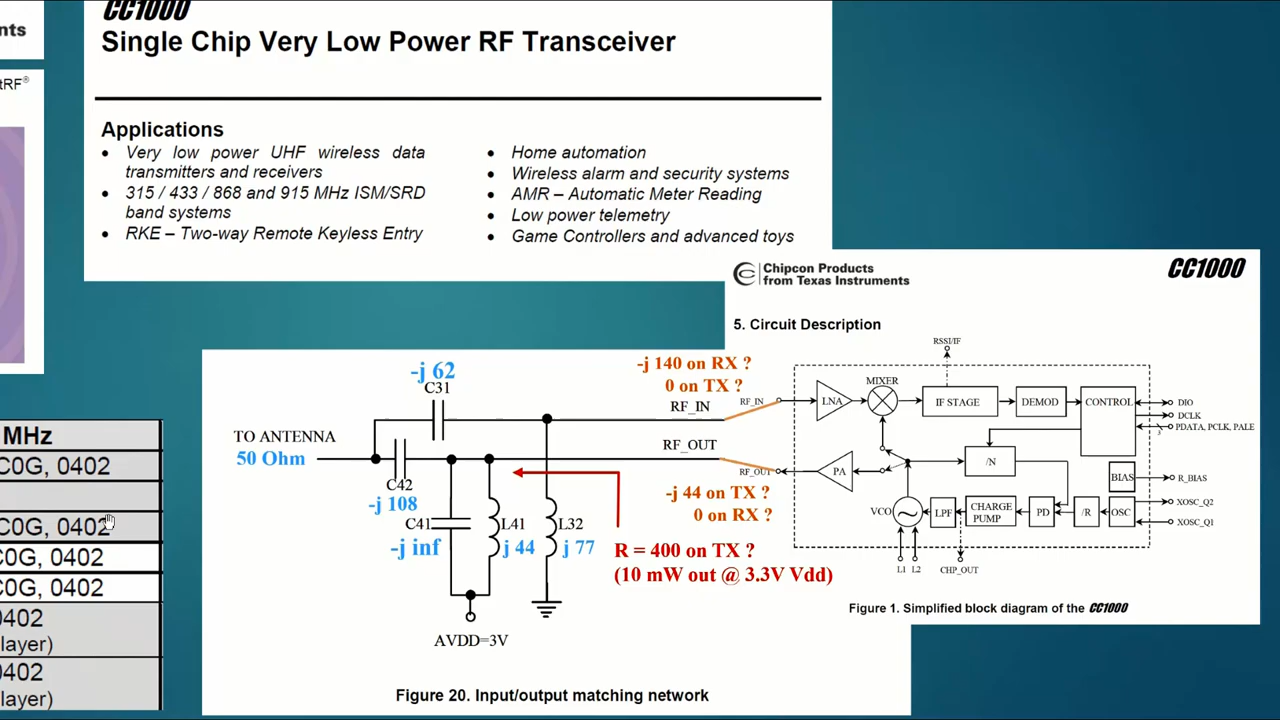 CC1000
nts
Single Chip Very Low Power RF Transceiver
tRF®
Applications
• Very low power UHF wireless data
transmitters and receivers
• 315 / 433 / 868 and 915 MHz ISM/SRD
band systems
• RKE – Two-way Remote Keyless Entry
• Home automation
• Wireless alarm and security systems
• AMR – Automatic Meter Reading
• Low power telemetry
• Game Controllers and advanced toys
Chipcon Products
from Texas Instruments
CC1000
5. Circuit Description
RSSI/IF
MIXER
RF_IN
LNA
IF STAGE
DEMOD
CONTROL
DIO
DCLK
PDATA, PCLK, PALE
/N
RF_OUT
PA
BIAS
R_BIAS
VCO
LPF
CHARGE
PUMP
PD
/R
OSC
XOSC_Q2
XOSC_Q1
L1
L2
CHP_OUT
Figure 1. Simplified block diagram of the CC1000
-j 62
C31
-j 140 on RX ?
0 on TX ?
RF_IN
TO ANTENNA
50 Ohm
RF_OUT
C42
-j 108
-j 44 on TX ?
0 on RX ?
C41
L41
L32
-j inf
j 44
j 77
R = 400 on TX ?
(10 mW out @ 3.3V Vdd)
AVDD=3V
Figure 20. Input/output matching network
MHz
C0G, 0402
C0G, 0402
C0G, 0402
C0G, 0402
0402
layer)
0402
layer)